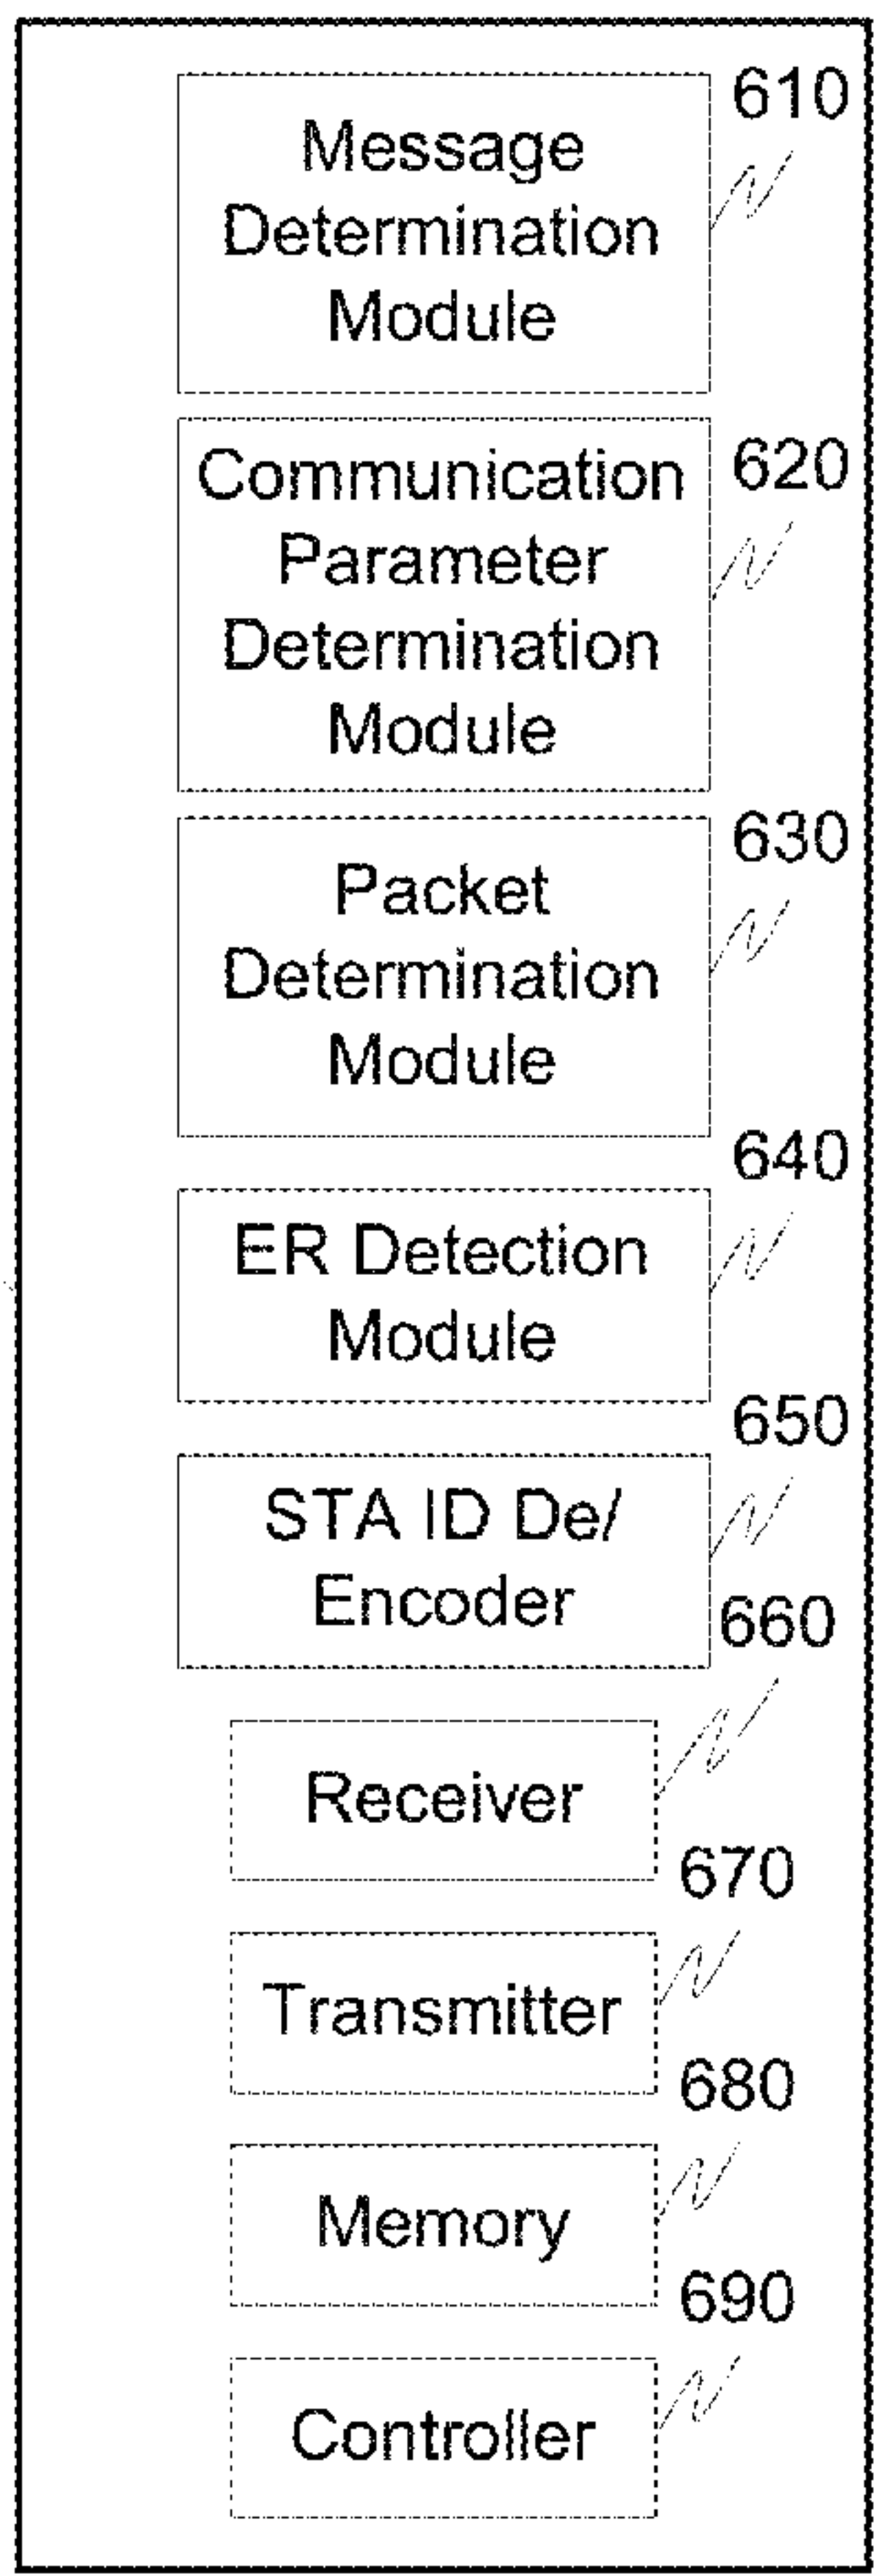 610
Message
Determination
Module
620
Communication
Parameter
Determination
Module
630
Packet
Determination
Module
640
ER Detection
Module
650
STA ID De/
Encoder
660
Receiver
670
Transmitter
680
Memory
690
Controller